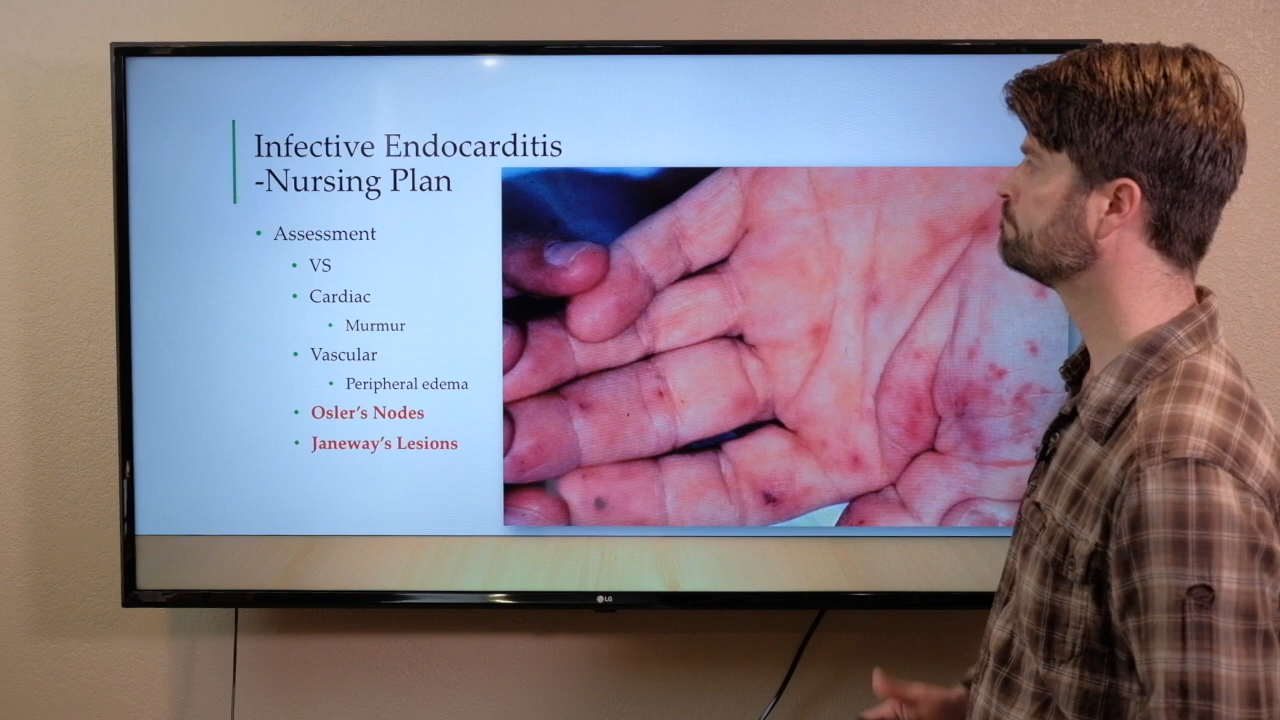 Infective Endocarditis
-Nursing Plan
• Assessment
• VS
• Cardiac
• Murmur
• Vascular
• Peripheral edema
• Osler's Nodes
• Janeway's Lesions
LG